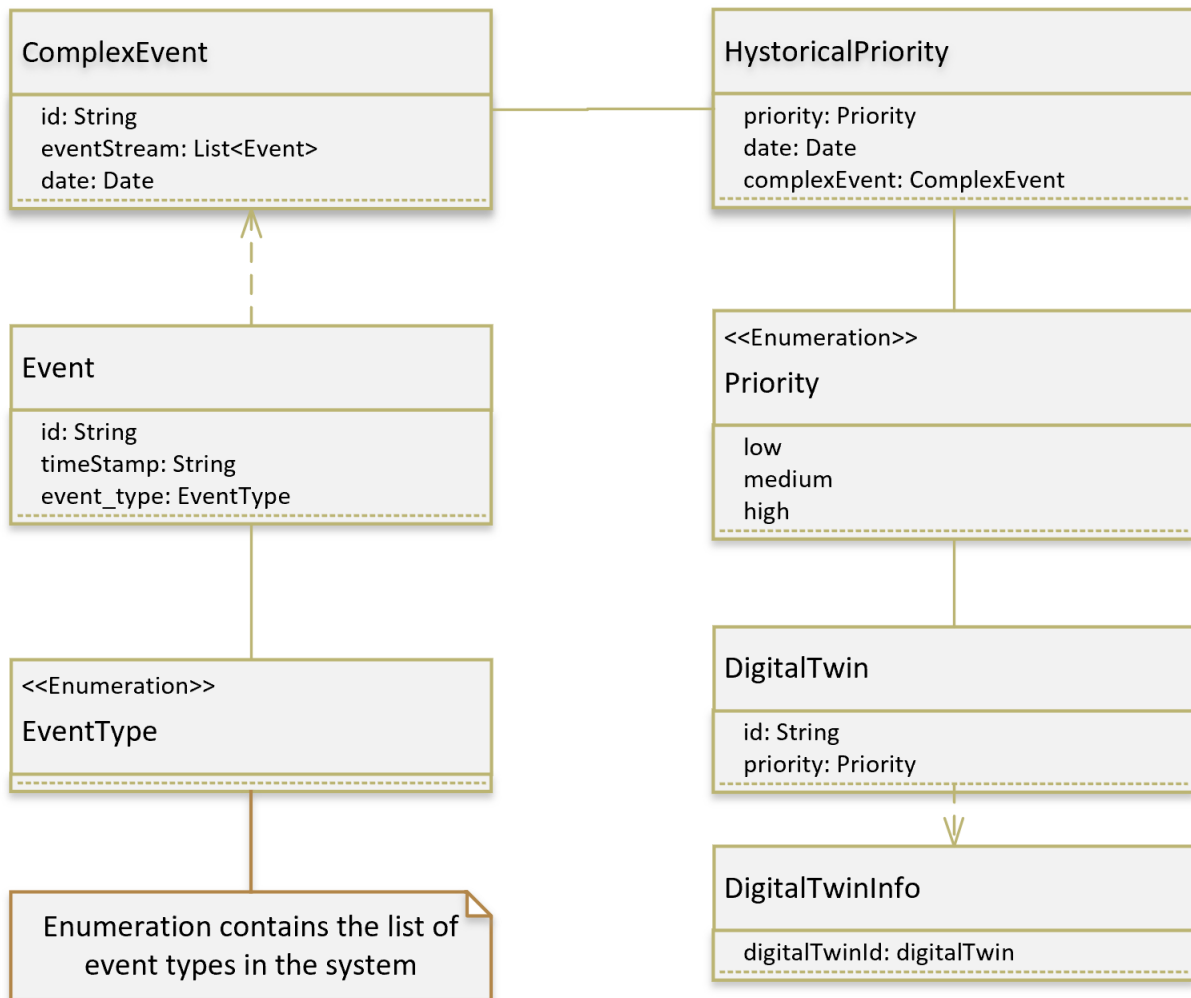 ComplexEvent
id: String
eventStream: List<Event>
date: Date
HystoricalPriority
priority: Priority
date: Date
complexEvent: ComplexEvent
Event
id: String
timeStamp: String
event_type: EventType
<<Enumeration>>
Priority
low
medium
high
<<Enumeration>>
EventType
DigitalTwin
id: String
priority: Priority
Enumeration contains the list of
event types in the system
DigitalTwinInfo
digitalTwinId: digitalTwin